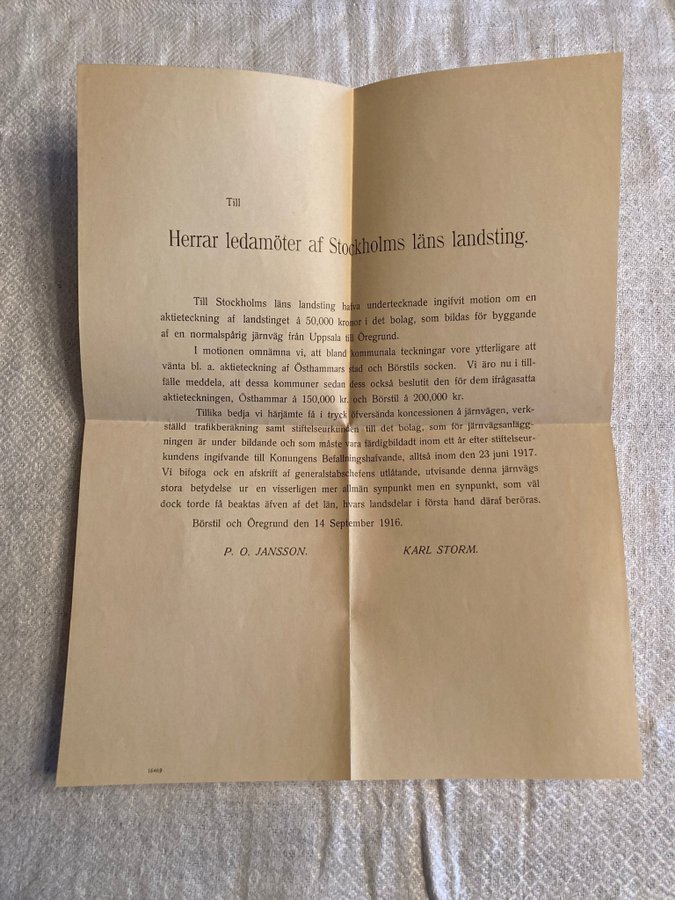 Till
Herrar ledamöter af Stockholms läns landsting.
Till Stockholms läns landsting hafva undertecknade ingifvit motion om en
aktieteckning af landstinget å 50,000 kronor i det bolag, som bildas för byggande
af en normalspårig järnväg från Uppsala till Öregrund.
I motionen omnämna vi, att bland kommunala teckningar vore ytterligare att
vänta bl. a. aktieteckning af Östhammars stad och Börstils socken. Vi äro nu i till-
fälle meddela, att dessa kommuner sedan dess också beslutit den för dem ifrågasatta
aktieteckningen, Östhammar å 150,000 kr. och Börstil å 200,000 kr.
Tillika bedja vi härjämte få i tryck öfversända koncessionen å järnvägen, verk-
ställd trafikberäkning samt stiftelseurkunden till det bolag, som för järnvägsanlägg-
ningen är under bildande och som måste vara färdigbildadt inom ett år efter stiftelseur-
kundens ingifvande till Konungens Befallningshafvande, alltså inom den 23 juni 1917.
Vi bifoga ock en afskrift af generalstabschefens utlåtande, utvisande denna järnvägs
stora betydelse ur en visserligen mer allmän synpunkt men en synpunkt, som väl
dock torde få beaktas äfven af det län, hvars landsdelar i första hand däraf beröras.
Börstil och Öregrund den 14 September 1916.
P. O. JANSSON. KARL STORM.
16469